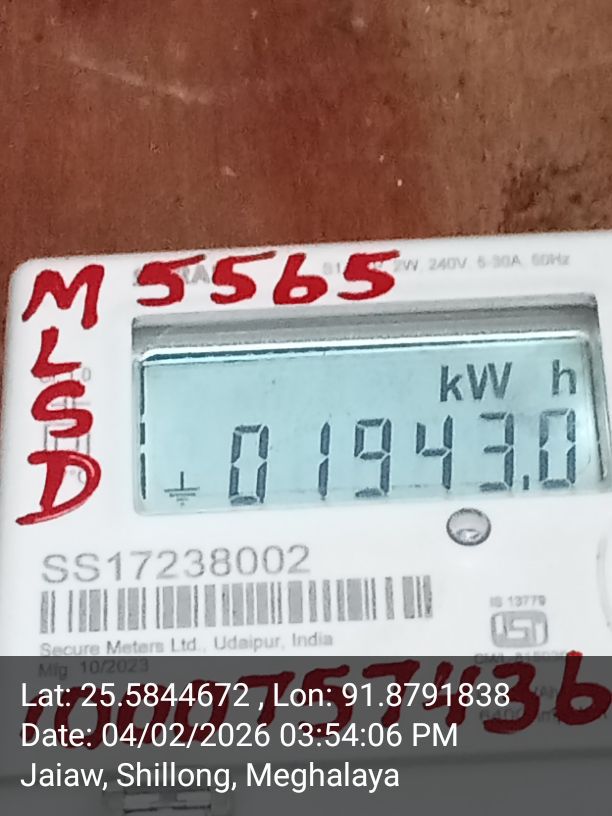 M 5565
L
S
D
2W 240V 5-30A 50Hz
kW h
01943.0
SS17238002
IS 13779
Secure Meters Ltd., Udaipur, India
Mfg 10/2023
Lat: 25.5844672 , Lon: 91.8791838
Date: 04/02/2026 03:54:06 PM
Jaiaw, Shillong, Meghalaya